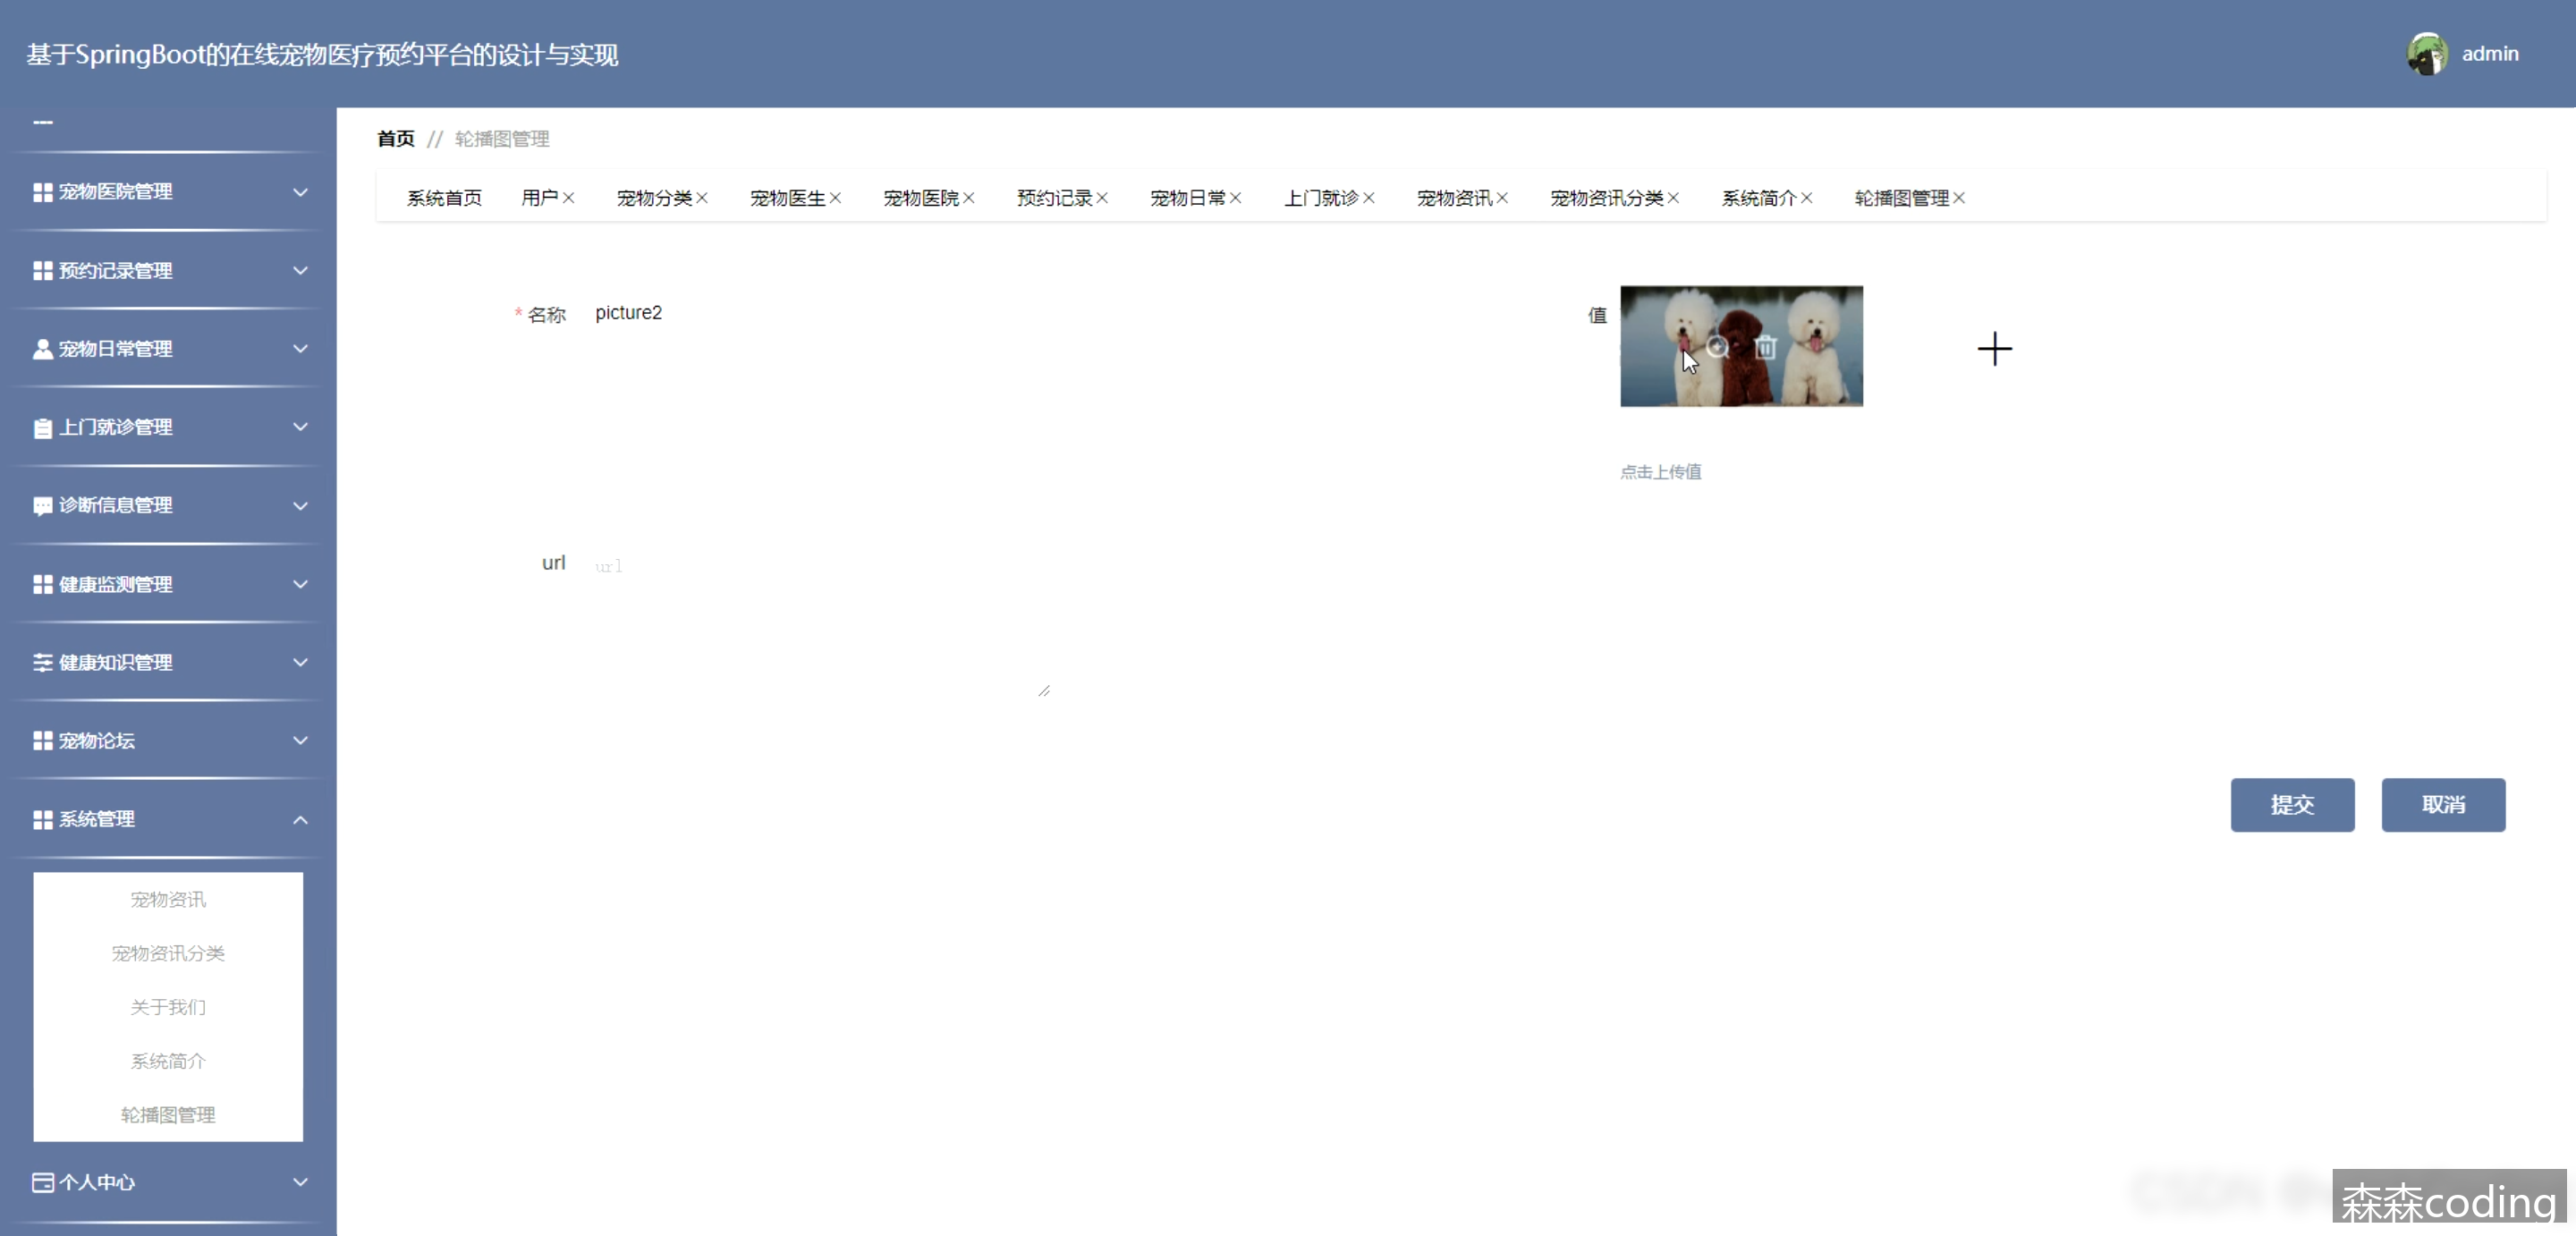 基于SpringBoot的在线宠物医疗预约平台的设计与实现
admin
宠物医院管理
预约记录管理
宠物日常管理
上门就诊管理
诊断信息管理
健康监测管理
健康知识管理
宠物论坛
系统管理
宠物资讯
宠物资讯分类
关于我们
系统简介
轮播图管理
个人中心
首页 // 轮播图管理
系统首页 用户 宠物分类 宠物医生 宠物医院 预约记录 宠物日常 上门就诊 宠物资讯 宠物资讯分类 系统简介 轮播图管理
* 名称 picture2
值
点击上传值
url url
提交 取消
森森coding